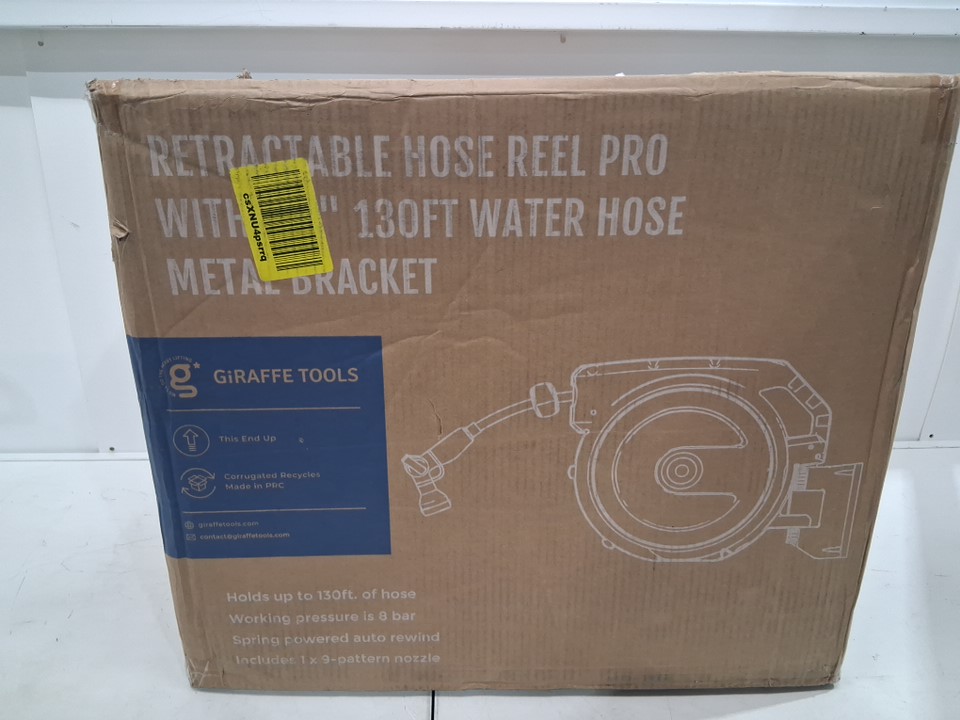 RETRACTABLE HOSE REEL PRO
WITH " 130FT WATER HOSE
METAL BRACKET
csXNU4psrrq
g
GiRAFFE TOOLS
This End Up
Corrugated Recycles
Made in PRC
giraffetools.com
contact@giraffetools.com
Holds up to 130ft. of hose
Working pressure is 8 bar
Spring powered auto rewind
Includes 1 x 9-pattern nozzle